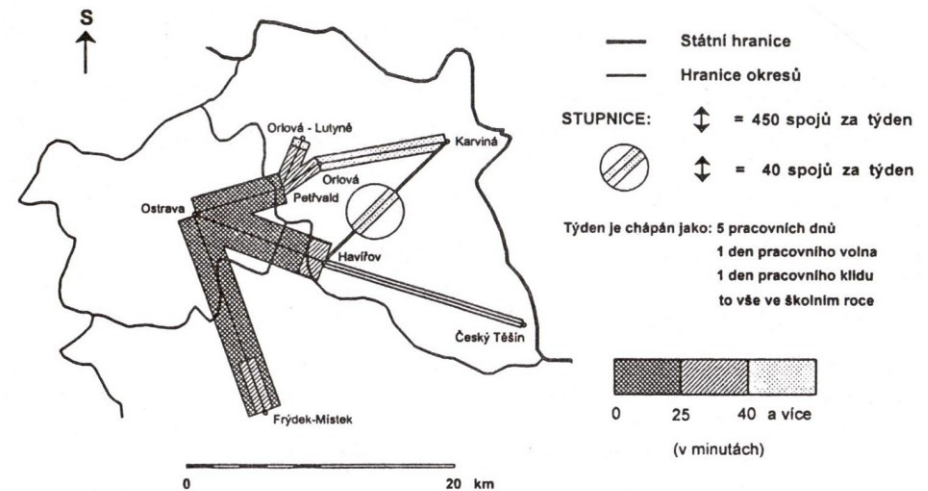 S
Státní hranice
Hranice okresů
STUPNICE:
= 450 spojů za týden
= 40 spojů za týden
Orlová - Lutyně
Karviná
Orlová
Petřvald
Ostrava
Havířov
Český Těšín
Frýdek-Místek
Týden je chápán jako: 5 pracovních dnů
1 den pracovního volna
1 den pracovního klidu
to vše ve školním roce
0 25 40 a více
(v minutách)
0 20 km